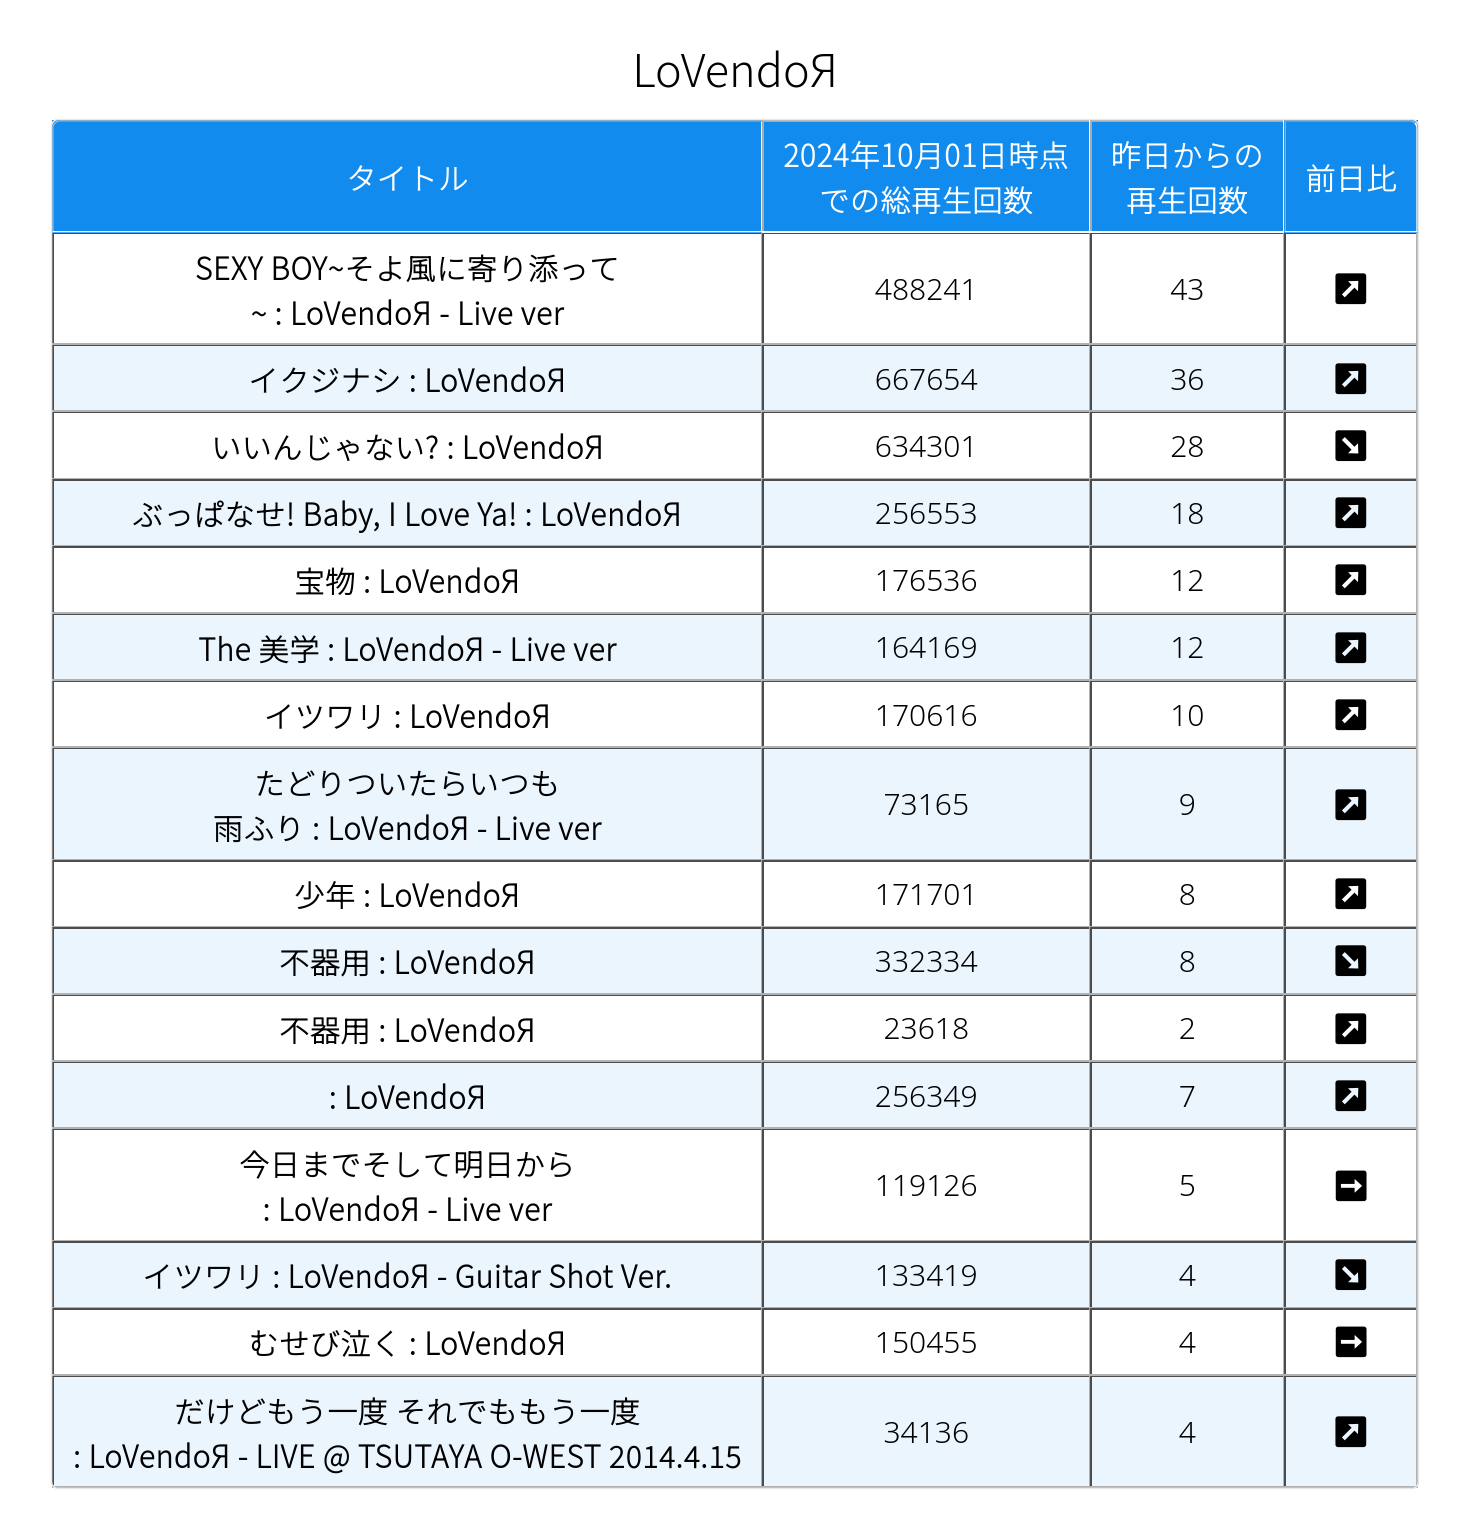 LoVendoЯ
タイトル
2024年10月01日時点
での総再生回数
昨日からの
再生回数
前日比
SEXY BOY~そよ風に寄り添って
~ : LoVendoЯ - Live ver
488241
43
イクジナシ : LoVendoЯ
667654
36
いいんじゃない? : LoVendoЯ
634301
28
ぶっぱなせ! Baby, I Love Ya! : LoVendoЯ
256553
18
宝物 : LoVendoЯ
176536
12
The 美学 : LoVendoЯ - Live ver
164169
12
イツワリ : LoVendoЯ
170616
10
たどりついたらいつも
雨ふり : LoVendoЯ - Live ver
73165
9
少年 : LoVendoЯ
171701
8
不器用 : LoVendoЯ
332334
8
不器用 : LoVendoЯ
23618
2
: LoVendoЯ
256349
7
今日までそして明日から
: LoVendoЯ - Live ver
119126
5
イツワリ : LoVendoЯ - Guitar Shot Ver.
133419
4
むせび泣く : LoVendoЯ
150455
4
だけどもう一度 それでももう一度
: LoVendoЯ - LIVE @ TSUTAYA O-WEST 2014.4.15
34136
4